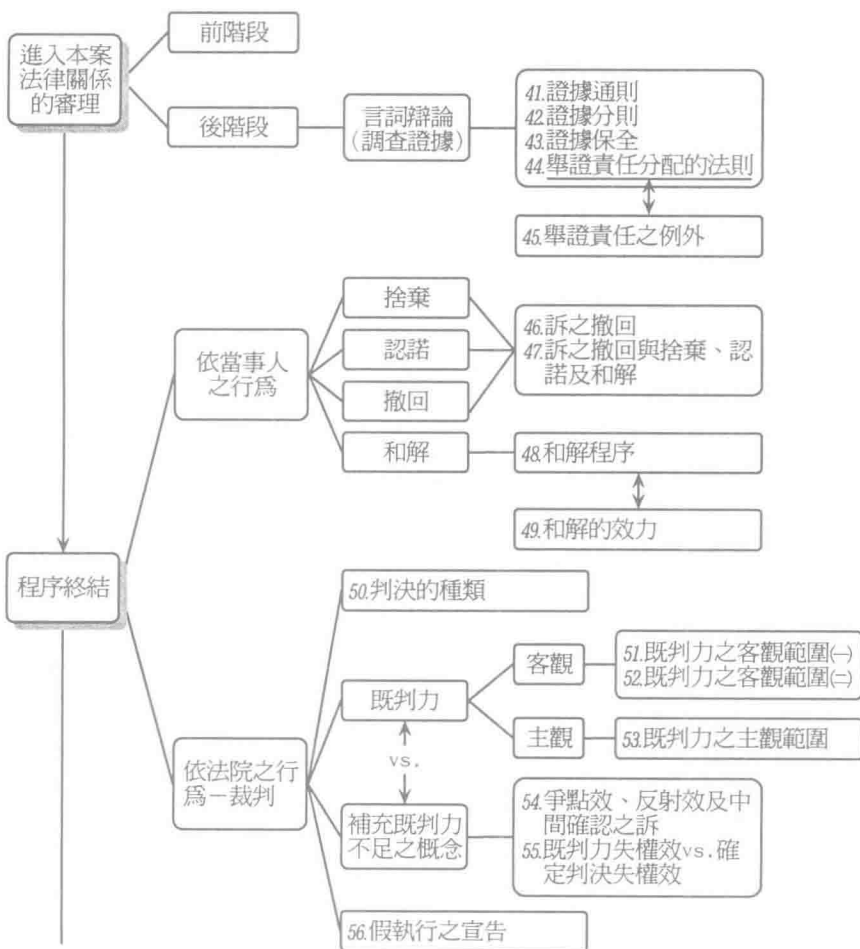 進入本案
法律關係
的審理
前階段
後階段
言詞辯論
(調查證據)
41.證據通則
42.證據分則
43.證據保全
44.舉證責任分配的法則
45.舉證責任之例外
程序終結
依當事人
之行為
捨棄
認諾
撤回
和解
46.訴之撤回
47.訴之撤回與捨棄、認
諾及和解
48.和解程序
49.和解的效力
依法院之行
為－裁判
50.判決的種類
既判力
vs.
補充既判力
不足之概念
客觀
51.既判力之客觀範圍㈠
52.既判力之客觀範圍㈡
主觀
53.既判力之主觀範圍
54.爭點效、反射效及中
間確認之訴
55.既判力失權效vs.確
定判決失權效
56.假執行之宣告